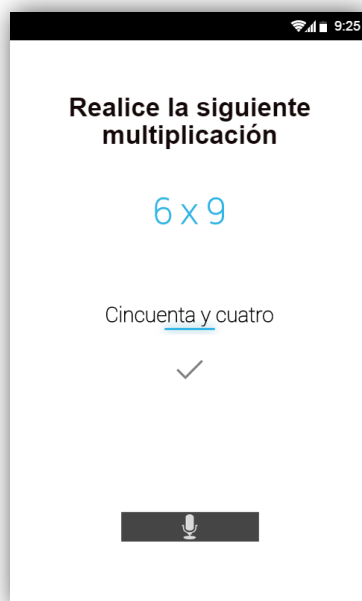 9:25
Realice la siguiente
multiplicación
6 x 9
Cincuenta y cuatro